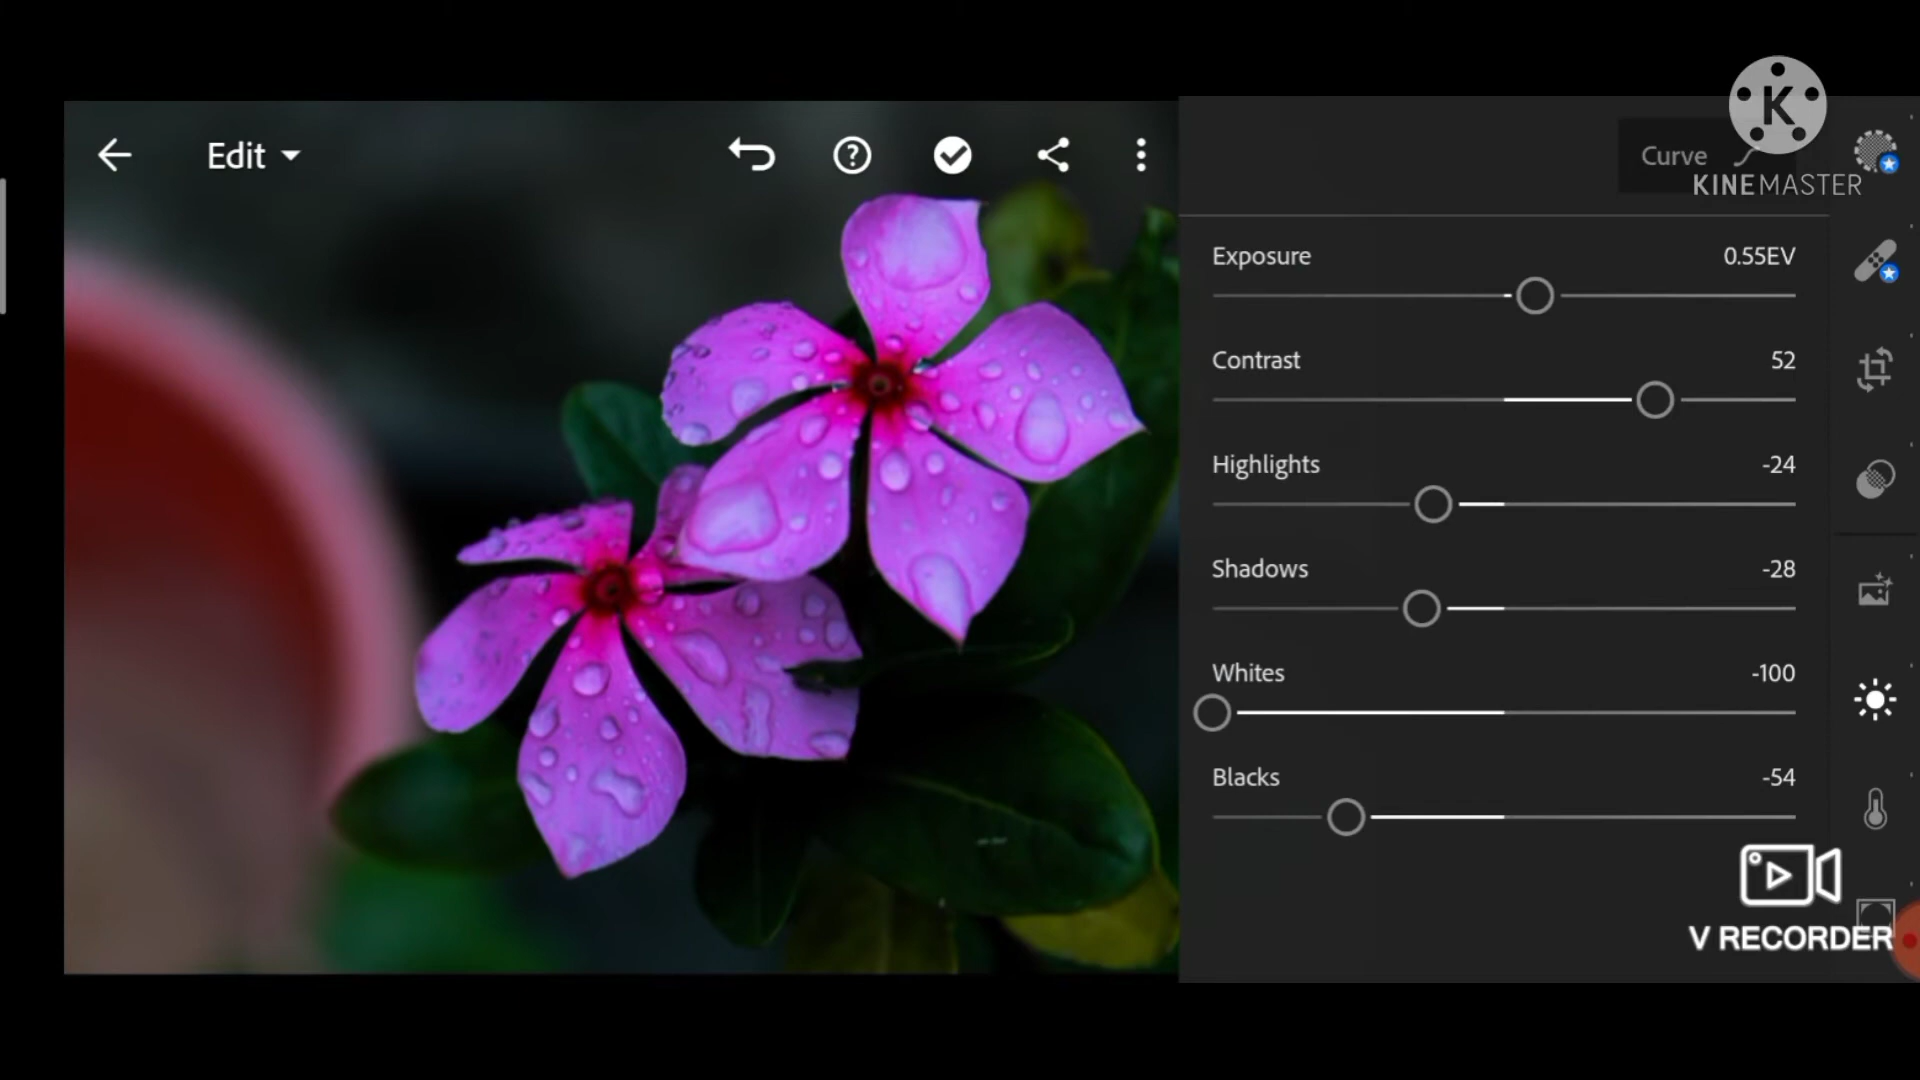 Edit
Curve
K
KINEMASTER
Exposure 0.55EV
Contrast 52
Highlights -24
Shadows -28
Whites -100
Blacks -54
V RECORDER